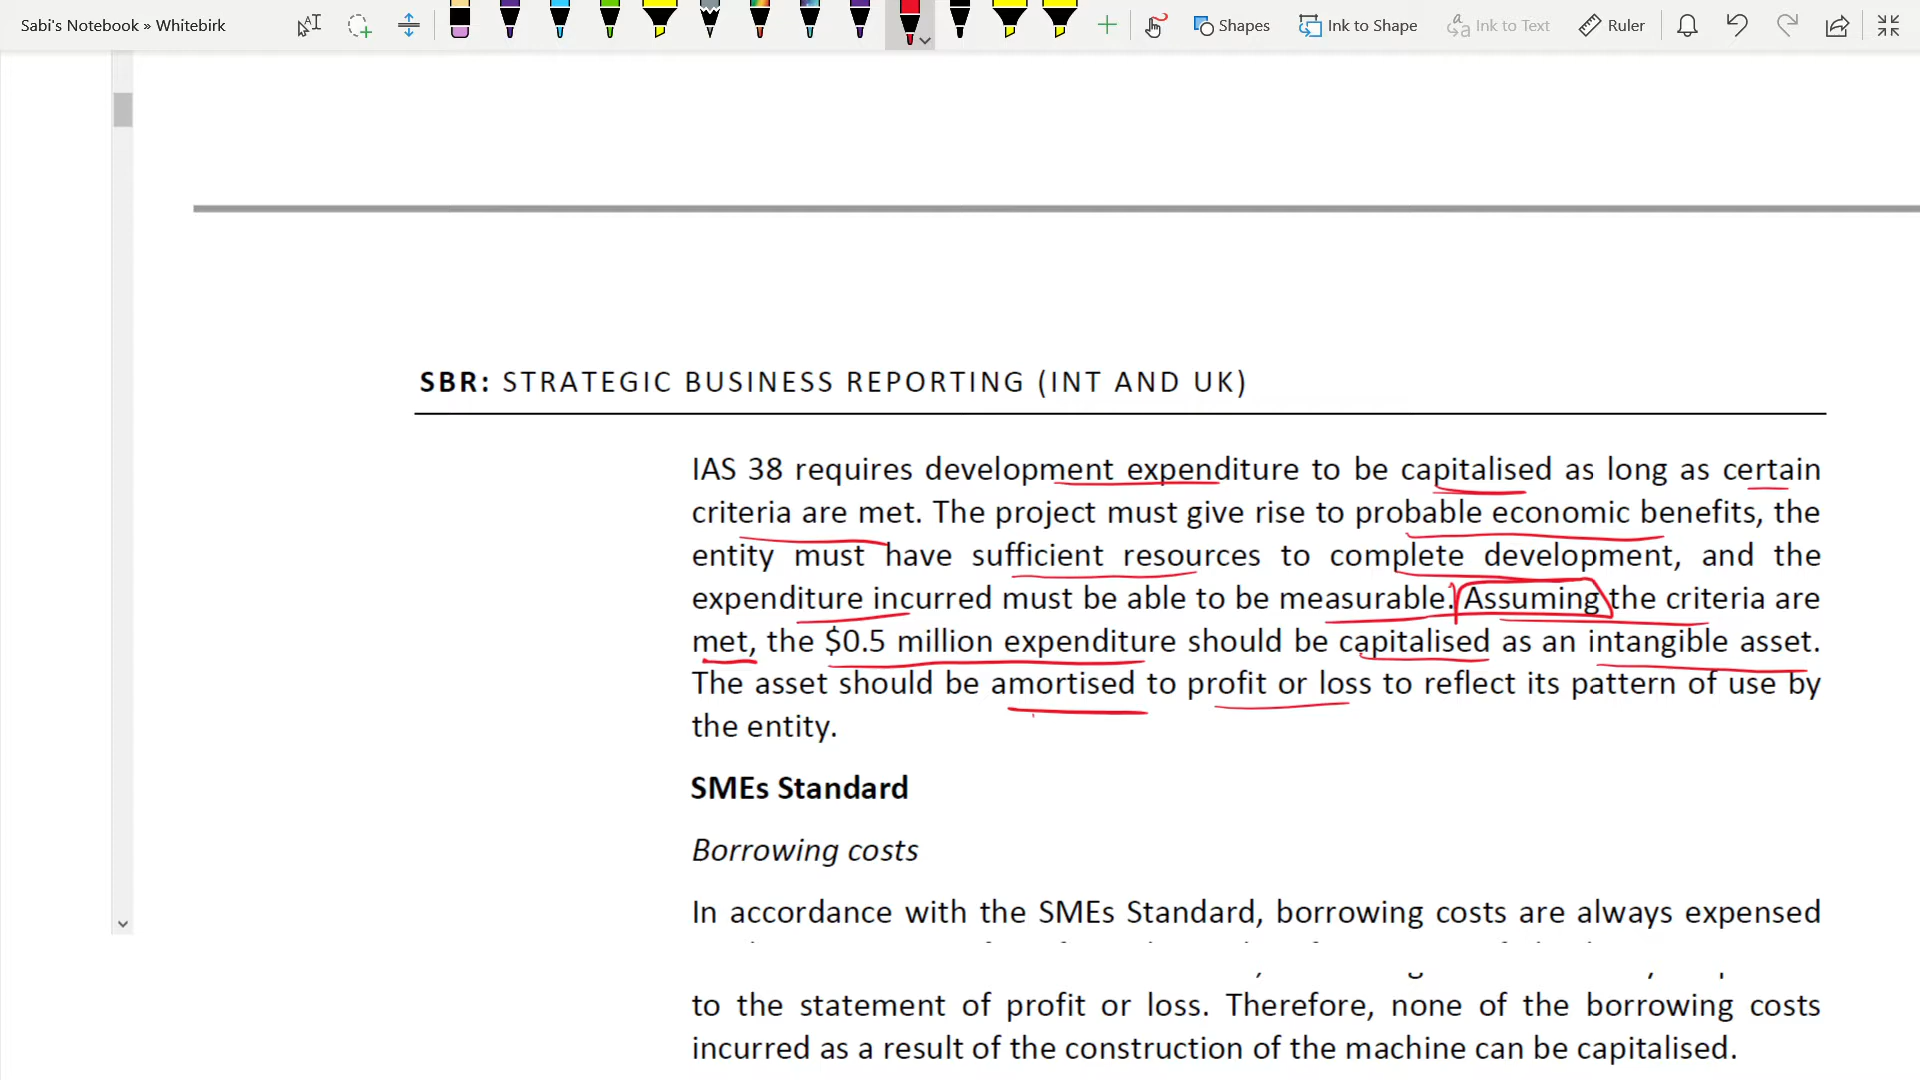 Sabi's Notebook » Whitebirk
Shapes
Ink to Shape
Ink to Text
Ruler
SBR: STRATEGIC BUSINESS REPORTING (INT AND UK)
IAS 38 requires development expenditure to be capitalised as long as certain
criteria are met. The project must give rise to probable economic benefits, the
entity must have sufficient resources to complete development, and the
expenditure incurred must be able to be measurable. Assuming the criteria are
met, the $0.5 million expenditure should be capitalised as an intangible asset.
The asset should be amortised to profit or loss to reflect its pattern of use by
the entity.
SMEs Standard
Borrowing costs
In accordance with the SMEs Standard, borrowing costs are always expensed
to the statement of profit or loss. Therefore, none of the borrowing costs
incurred as a result of the construction of the machine can be capitalised.